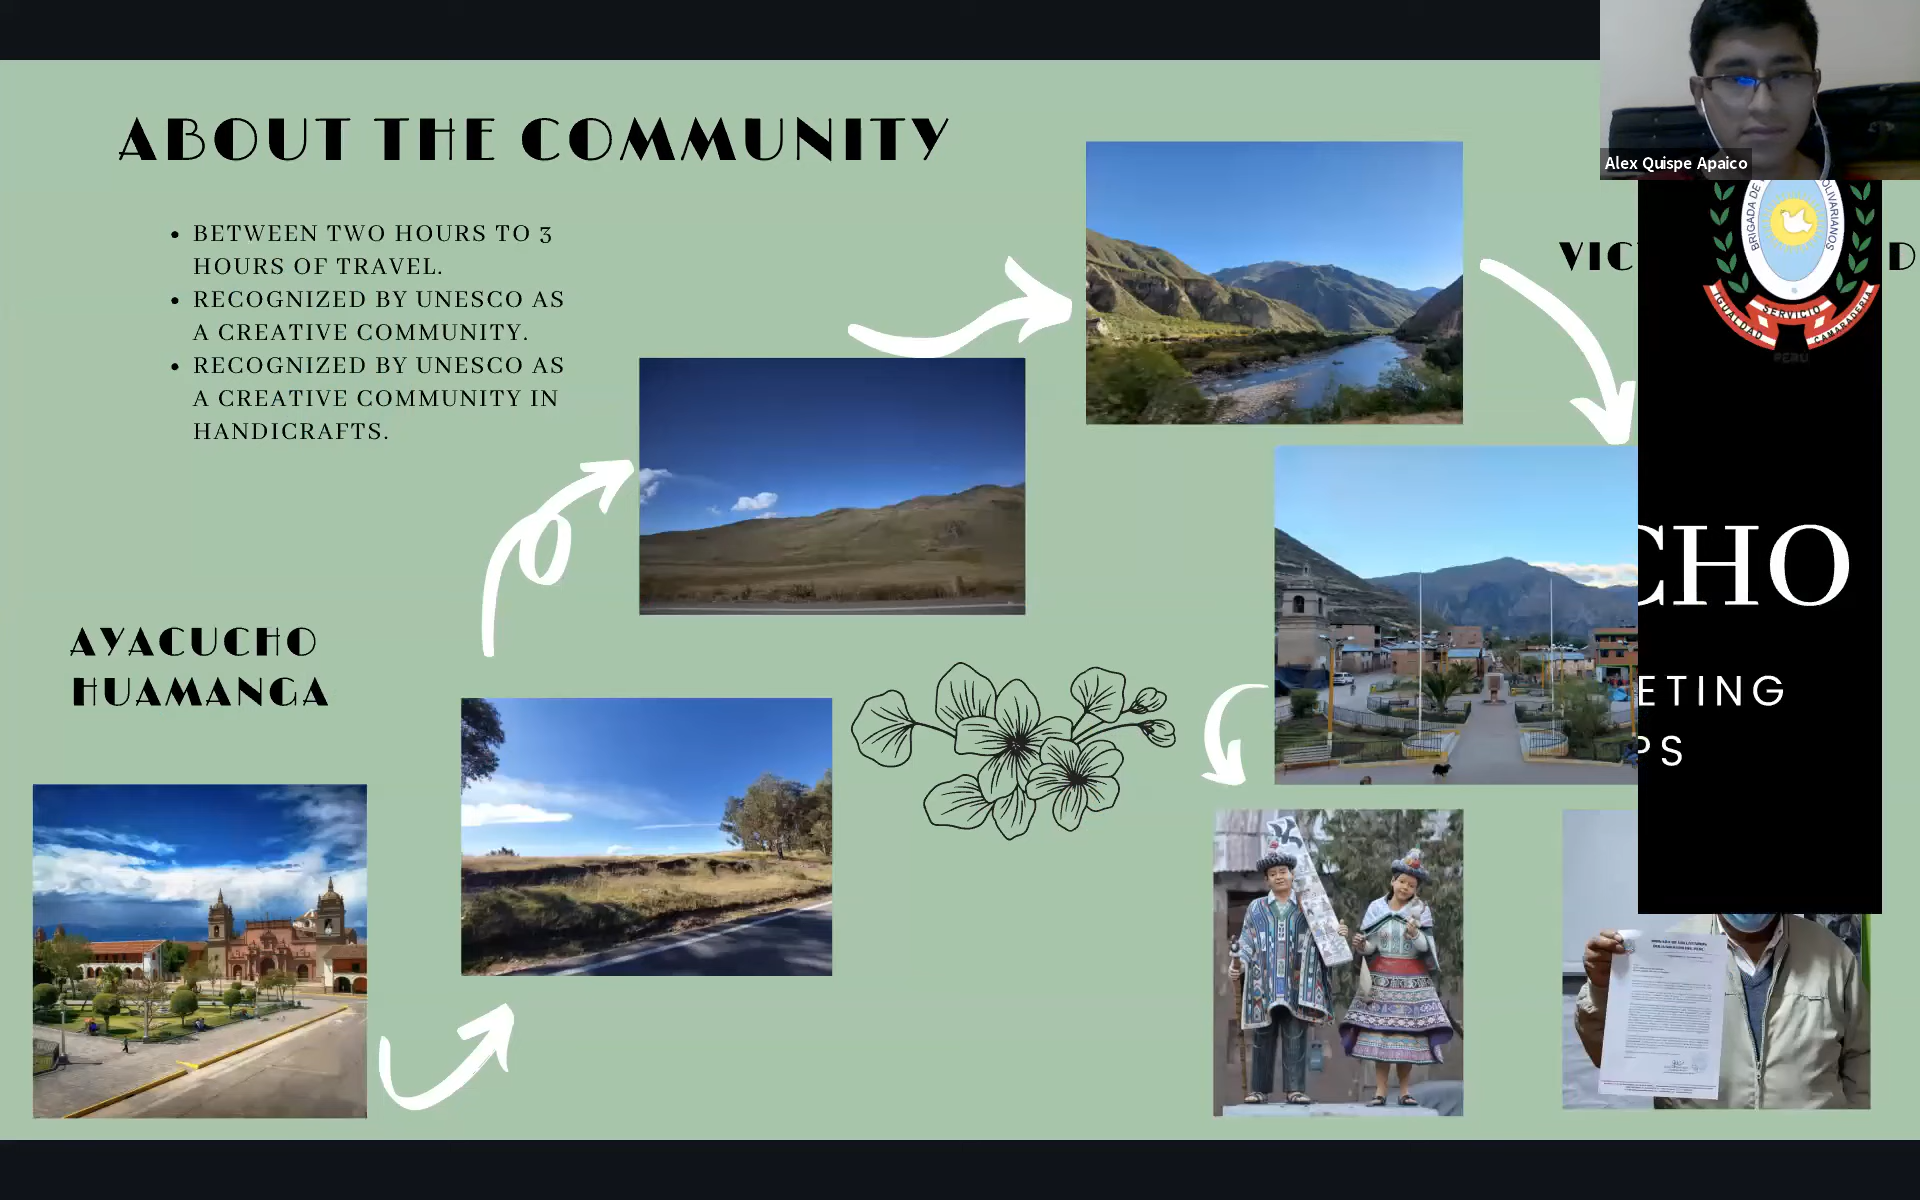 ABOUT THE COMMUNITY
• BETWEEN TWO HOURS TO 3
HOURS OF TRAVEL.
• RECOGNIZED BY UNESCO AS
A CREATIVE COMMUNITY.
• RECOGNIZED BY UNESCO AS
A CREATIVE COMMUNITY IN
HANDICRAFTS.
AYACUCHO
HUAMANGA
Alex Quispe Apaico
BRIGADA DE
OLIVARIANOS
IGUALDAD
SERVICIO
CAMARADERIA
PERU
VIC
D
CHO
ETING
PS